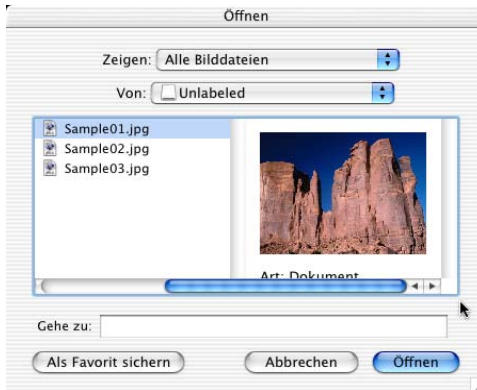 Öffnen
Zeigen: Alle Bilddateien
Von: Unlabeled
Sample01.jpg
Sample02.jpg
Sample03.jpg
Art: Dokument
Gehe zu:
Als Favorit sichern Abbrechen Öffnen